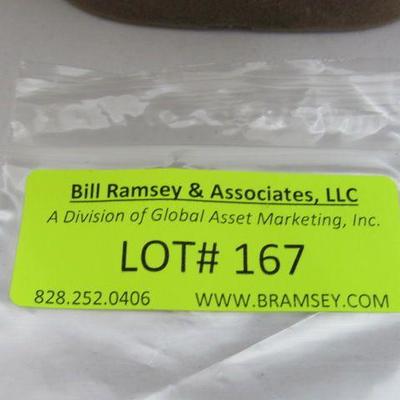 Bill Ramsey & Associates, LLC
A Division of Global Asset Marketing, Inc.
LOT# 167
828.252.0406 WWW.BRAMSEY.COM